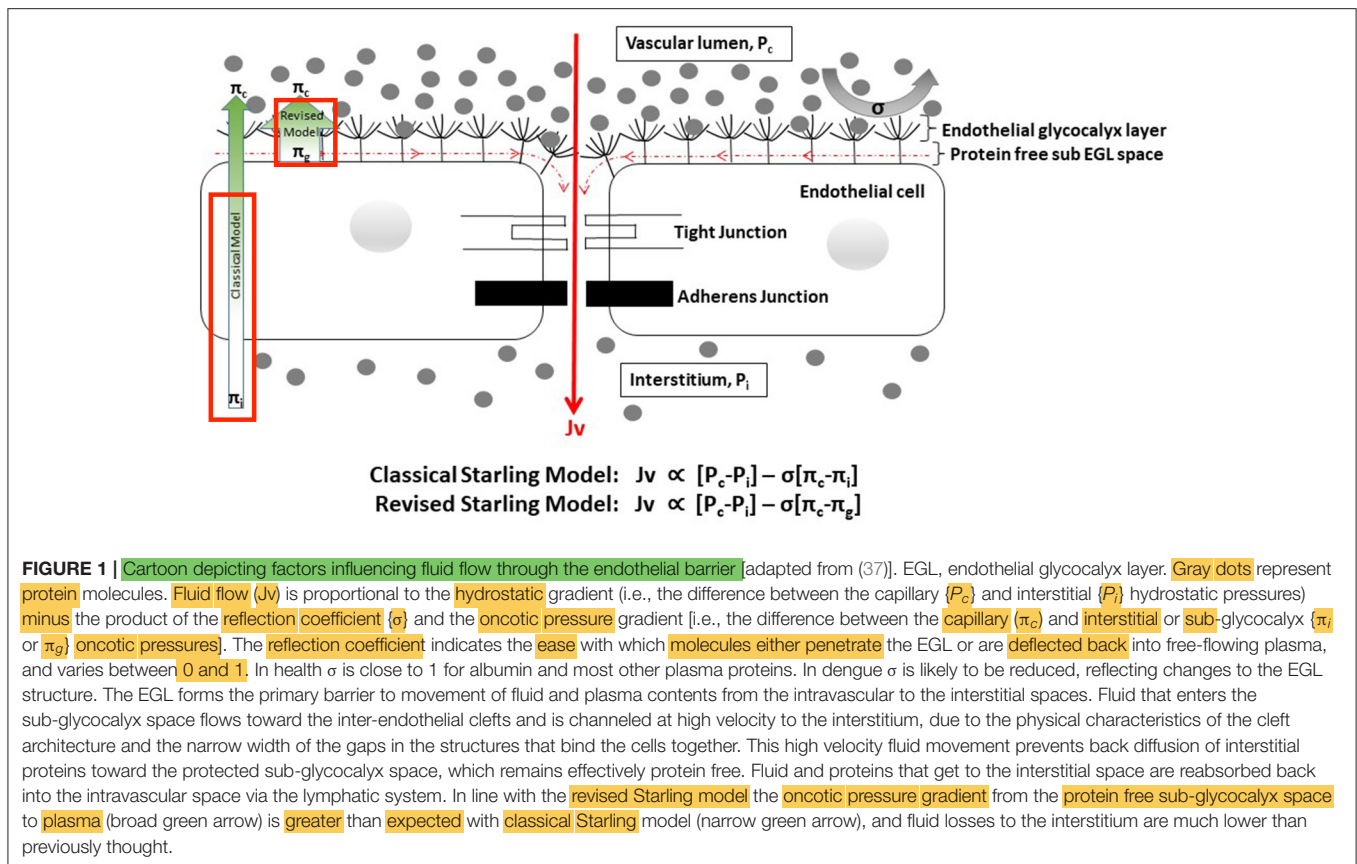 Vascular lumen, Pc
πc
πc
σ
Revised
Model
πg
Endothelial glycocalyx layer
Protein free sub EGL space
Endothelial cell
Classical Model
Tight Junction
Adherens Junction
Interstitium, Pi
πi
Jv
Classical Starling Model: Jv ∝ [Pc-Pi] – σ[πc-πi]
Revised Starling Model: Jv ∝ [Pc-Pi] – σ[πc-πg]
FIGURE 1 | Cartoon depicting factors influencing fluid flow through the endothelial barrier [adapted from (37)]. EGL, endothelial glycocalyx layer. Gray dots represent
protein molecules. Fluid flow (Jv) is proportional to the hydrostatic gradient (i.e., the difference between the capillary {Pc} and interstitial {Pi} hydrostatic pressures)
minus the product of the reflection coefficient {σ} and the oncotic pressure gradient [i.e., the difference between the capillary (πc) and interstitial or sub-glycocalyx {πi
or πg} oncotic pressures]. The reflection coefficient indicates the ease with which molecules either penetrate the EGL or are deflected back into free-flowing plasma,
and varies between 0 and 1. In health σ is close to 1 for albumin and most other plasma proteins. In dengue σ is likely to be reduced, reflecting changes to the EGL
structure. The EGL forms the primary barrier to movement of fluid and plasma contents from the intravascular to the interstitial spaces. Fluid that enters the
sub-glycocalyx space flows toward the inter-endothelial clefts and is channeled at high velocity to the interstitium, due to the physical characteristics of the cleft
architecture and the narrow width of the gaps in the structures that bind the cells together. This high velocity fluid movement prevents back diffusion of interstitial
proteins toward the protected sub-glycocalyx space, which remains effectively protein free. Fluid and proteins that get to the interstitial space are reabsorbed back
into the intravascular space via the lymphatic system. In line with the revised Starling model the oncotic pressure gradient from the protein free sub-glycocalyx space
to plasma (broad green arrow) is greater than expected with classical Starling model (narrow green arrow), and fluid losses to the interstitium are much lower than
previously thought.